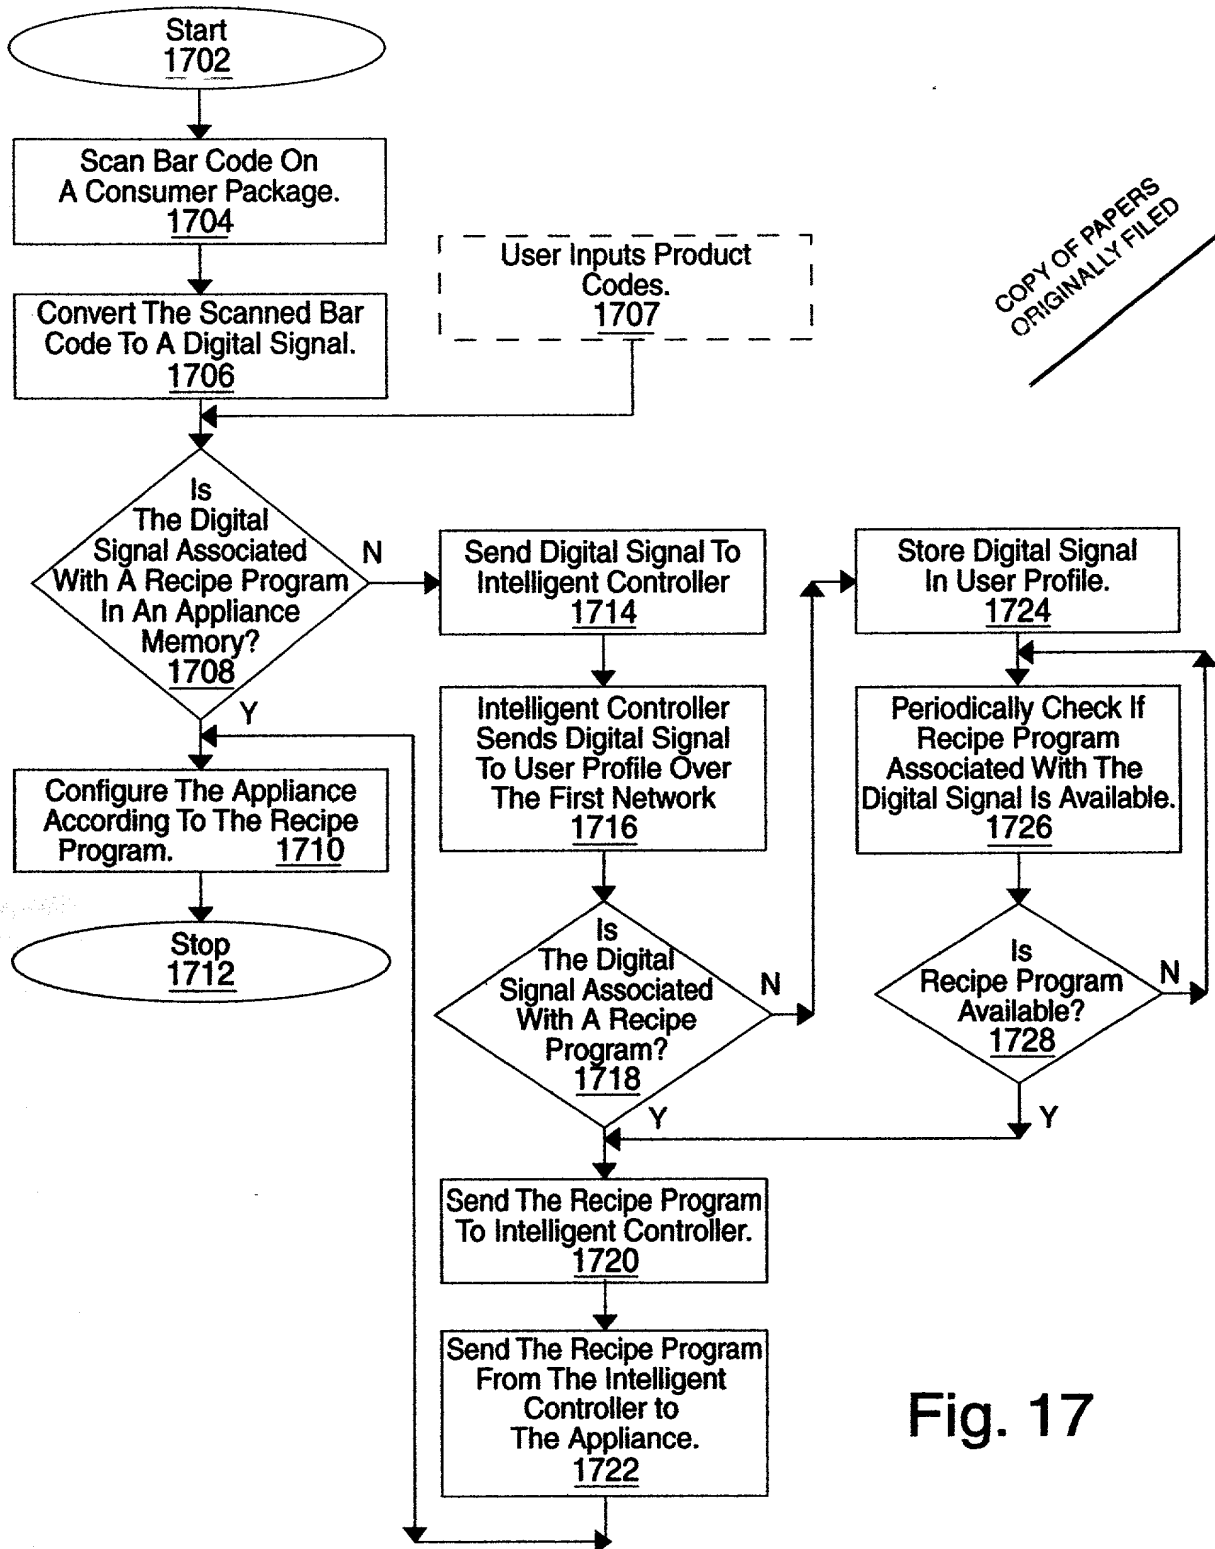 Start
1702
Scan Bar Code On
A Consumer Package.
1704
Convert The Scanned Bar
Code To A Digital Signal.
1706
User Inputs Product
Codes.
1707
COPY OF PAPERS
ORIGINALLY FILED
Is
The Digital
Signal Associated
With A Recipe Program
In An Appliance
Memory?
1708
N
Y
Configure The Appliance
According To The Recipe
Program. 1710
Stop
1712
Send Digital Signal To
Intelligent Controller
1714
Intelligent Controller
Sends Digital Signal
To User Profile Over
The First Network
1716
Is
The Digital
Signal Associated
With A Recipe
Program?
1718
N
Y
Store Digital Signal
In User Profile.
1724
Periodically Check If
Recipe Program
Associated With The
Digital Signal Is Available.
1726
Is
Recipe Program
Available?
1728
N
Y
Send The Recipe Program
To Intelligent Controller.
1720
Send The Recipe Program
From The Intelligent
Controller to
The Appliance.
1722
Fig. 17